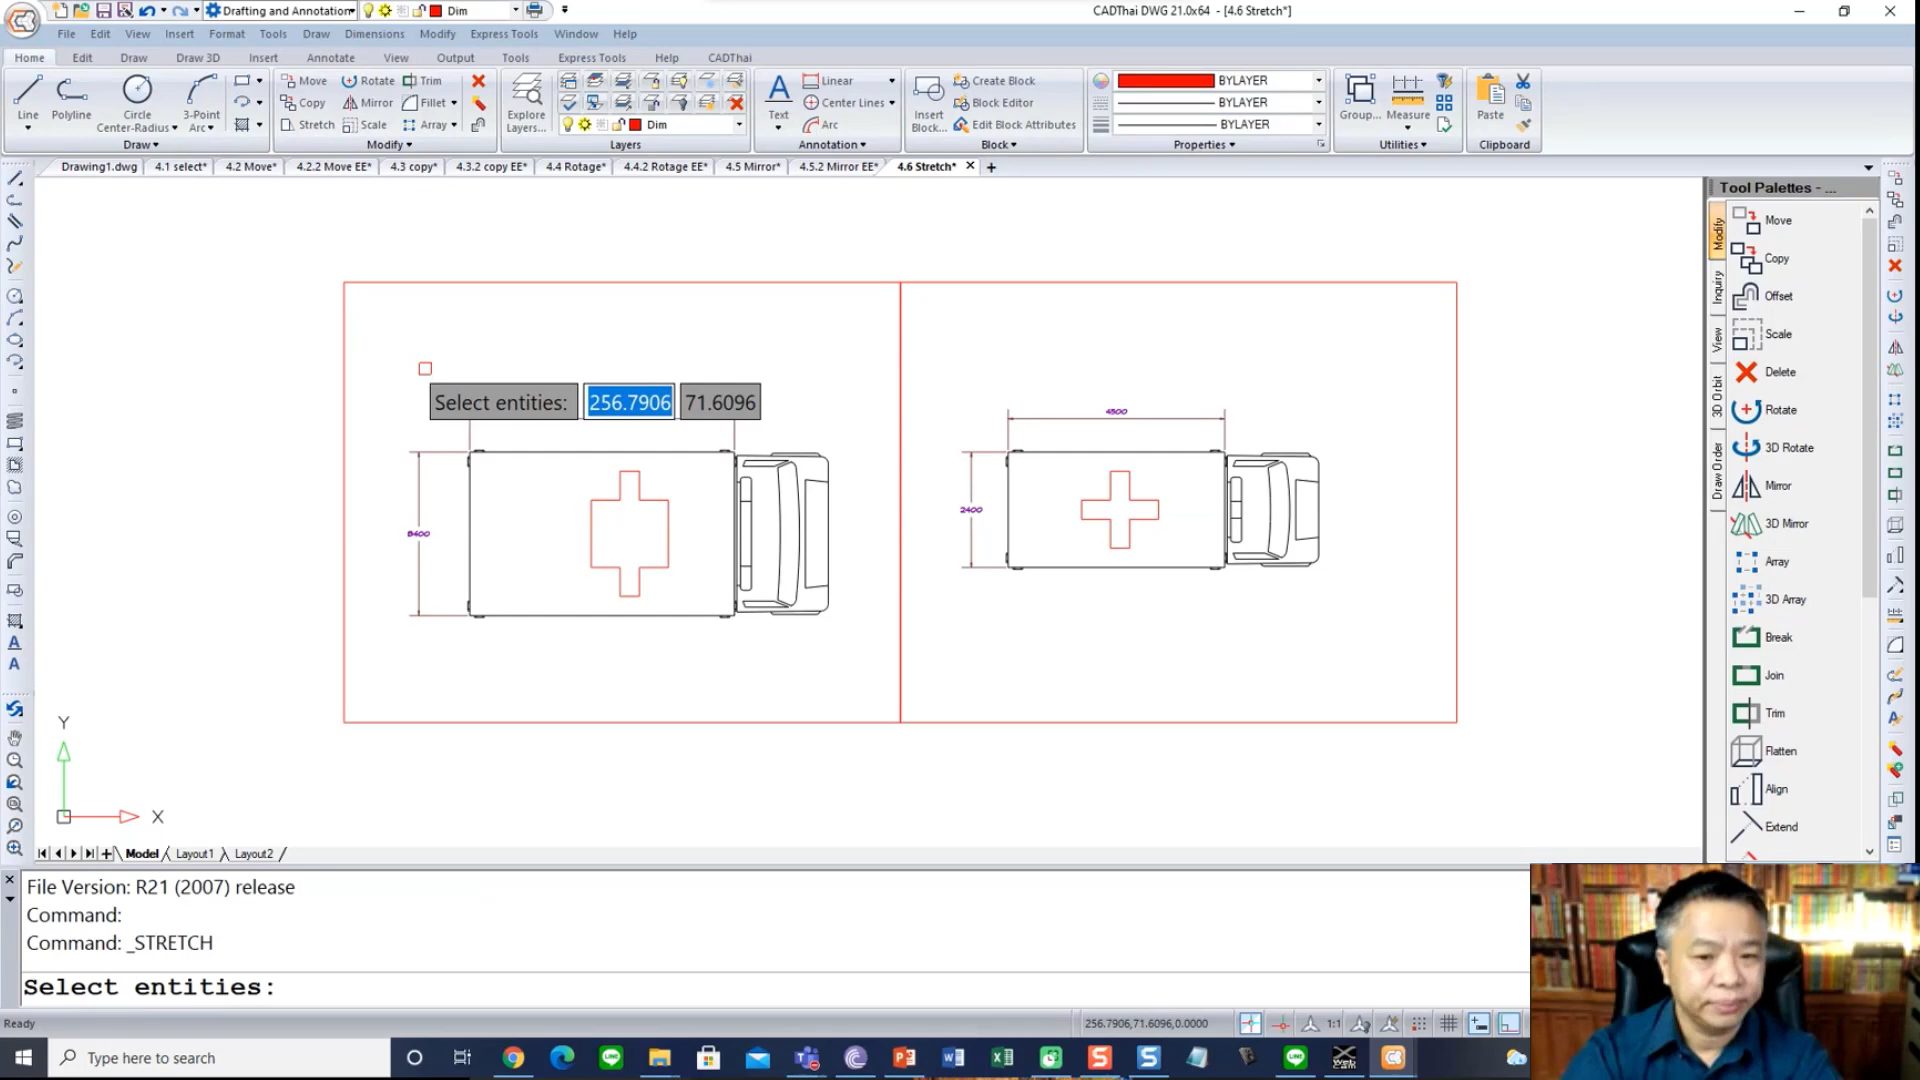 Drafting and Annotation
Dim
CADThai DWG 21.0x64 - [4.6 Stretch*]
File Edit View Insert Format Tools Draw Dimensions Modify Express Tools Window Help
Home Edit Draw Draw 3D Insert Annotate View Output Tools Express Tools Help CADThai
Line
Polyline
Circle
Center-Radius
3-Point
Arc
Draw
Move Rotate Trim
Copy Mirror Fillet
Stretch Scale Array
Modify
Explore
Layers...
Dim
Layers
Text
Linear
Center Lines
Arc
Annotation
Insert
Block...
Create Block
Block Editor
Edit Block Attributes
Block
BYLAYER
BYLAYER
BYLAYER
Properties
Group...
Measure
Utilities
Paste
Clipboard
Drawing1.dwg 4.1 select* 4.2 Move* 4.2.2 Move EE* 4.3 copy* 4.3.2 copy EE* 4.4 Rotage* 4.4.2 Rotage EE* 4.5 Mirror* 4.5.2 Mirror EE* 4.6 Stretch*
Select entities: 256.7906 71.6096
4500
2400
3400
Y
X
Tool Palettes - ...
Modify
Inquiry
View
3D Orbit
Draw Order
Move
Copy
Offset
Scale
Delete
Rotate
3D Rotate
Mirror
3D Mirror
Array
3D Array
Break
Join
Trim
Flatten
Align
Extend
Model Layout1 Layout2
File Version: R21 (2007) release
Command:
Command: _STRETCH
Select entities:
Ready
256.7906,71.6096,0.0000
1:1
Type here to search